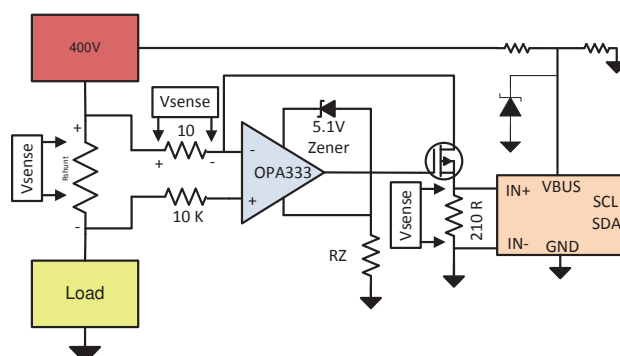 400V
+
Vsense
Rshunt
-
Load
Vsense
10
+
-
10 K
-
OPA333
+
5.1V
Zener
RZ
Vsense
210 R
IN+
VBUS
SCL
SDA
IN-
GND